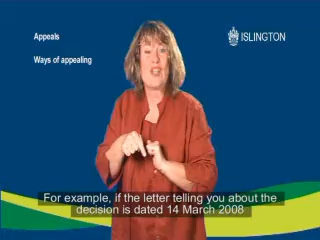 Appeals
ISLINGTON
Ways of appealing
For example, if the letter telling you about the
decision is dated 14 March 2008